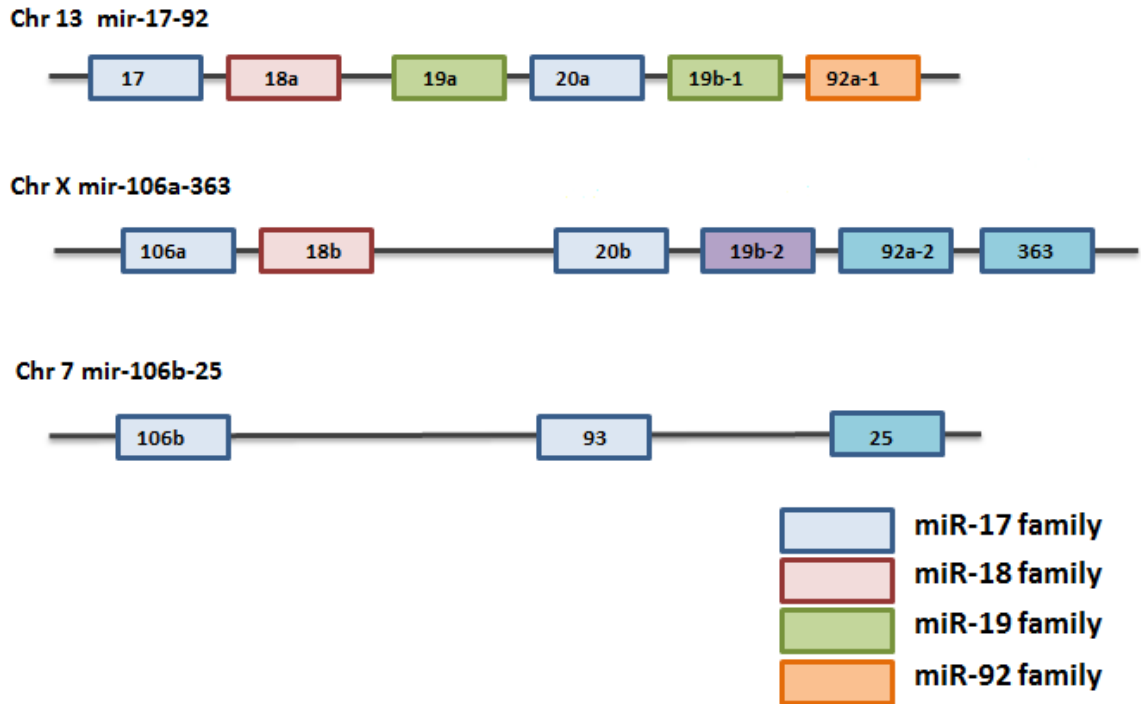 Chr 13 mir-17-92
17 18a 19a 20a 19b-1 92a-1
Chr X mir-106a-363
106a 18b 20b 19b-2 92a-2 363
Chr 7 mir-106b-25
106b 93 25
miR-17 family
miR-18 family
miR-19 family
miR-92 family